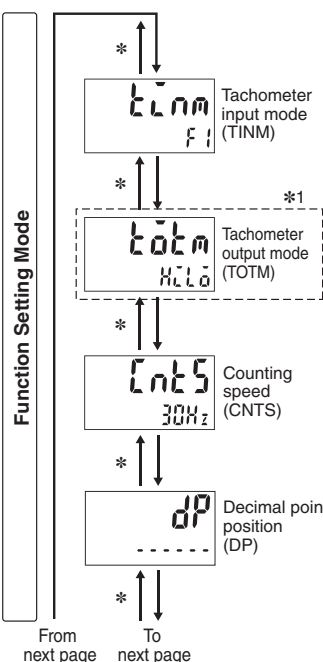 Function Setting Mode
*
tinm
F1
Tachometer
input mode
(TINM)
*
*1
totm
HILO
Tachometer
output mode
(TOTM)
*
CntS
30Hz
Counting
speed
(CNTS)
*
dP
------
Decimal poin
position
(DP)
*
From
next page
To
next page